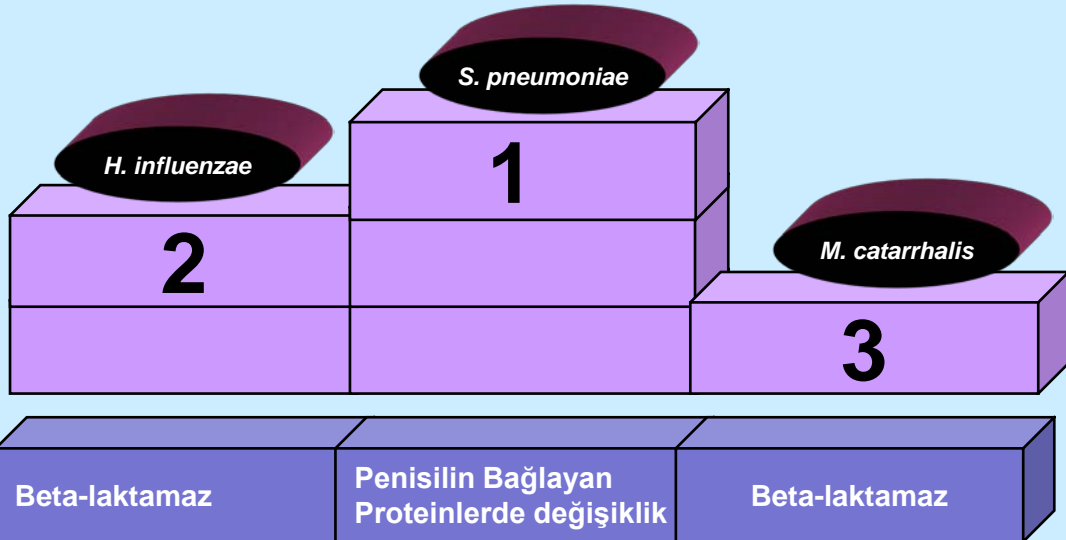 S. pneumoniae
1
H. influenzae
2
M. catarrhalis
3
Beta-laktamaz
Penisilin Bağlayan
Proteinlerde değişiklik
Beta-laktamaz